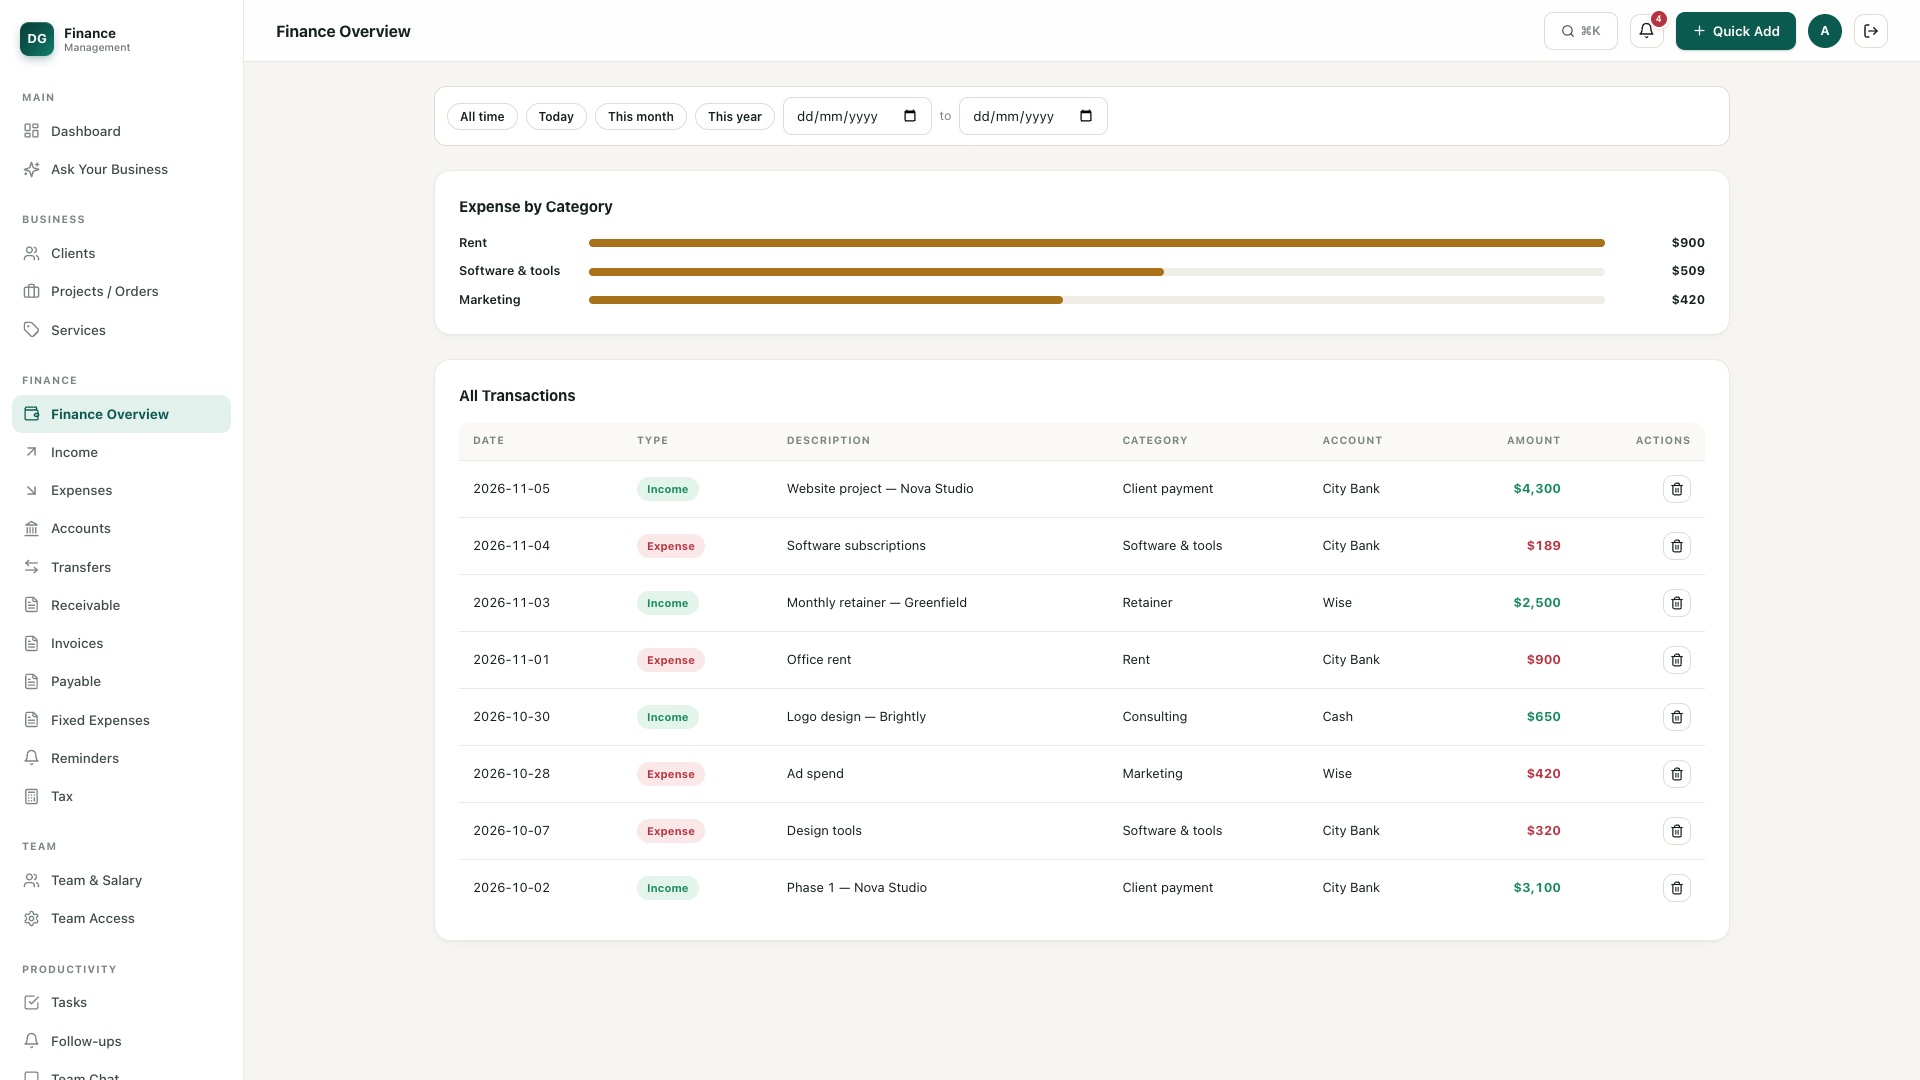 DG
Finance
Management
Finance Overview
⌘K
4
+ Quick Add
A
MAIN
Dashboard
Ask Your Business
BUSINESS
Clients
Projects / Orders
Services
FINANCE
Finance Overview
Income
Expenses
Accounts
Transfers
Receivable
Invoices
Payable
Fixed Expenses
Reminders
Tax
TEAM
Team & Salary
Team Access
PRODUCTIVITY
Tasks
Follow-ups
Team Chat
All time Today This month This year dd/mm/yyyy to dd/mm/yyyy
Expense by Category
Rent $900
Software & tools $509
Marketing $420
All Transactions
DATE TYPE DESCRIPTION CATEGORY ACCOUNT AMOUNT ACTIONS
2026-11-05 Income Website project — Nova Studio Client payment City Bank $4,300
2026-11-04 Expense Software subscriptions Software & tools City Bank $189
2026-11-03 Income Monthly retainer — Greenfield Retainer Wise $2,500
2026-11-01 Expense Office rent Rent City Bank $900
2026-10-30 Income Logo design — Brightly Consulting Cash $650
2026-10-28 Expense Ad spend Marketing Wise $420
2026-10-07 Expense Design tools Software & tools City Bank $320
2026-10-02 Income Phase 1 — Nova Studio Client payment City Bank $3,100